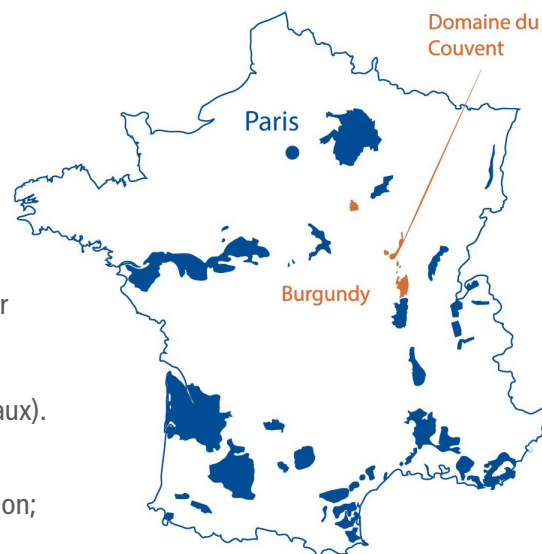 Domaine du
Couvent
Paris
Burgundy
r
aux).
on;